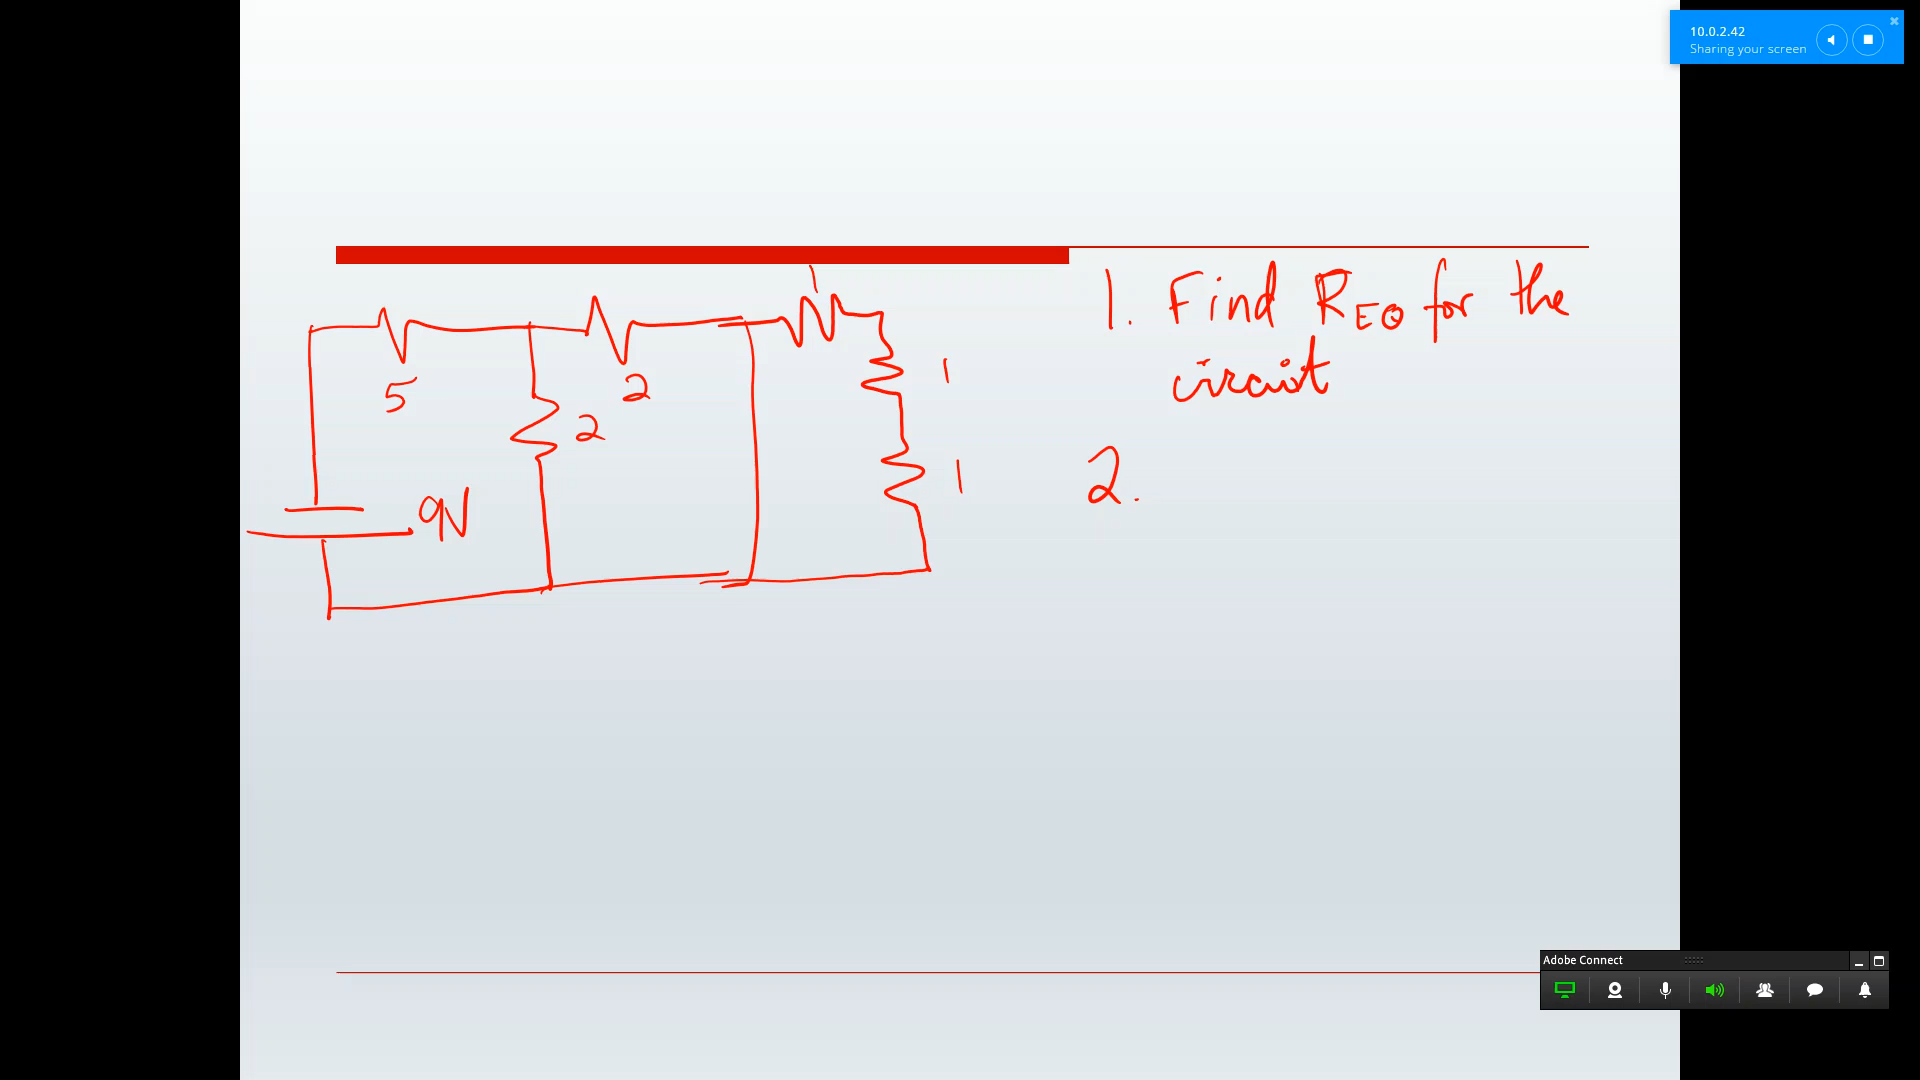 10.0.2.42
Sharing your screen
1
1. Find REQ for the
circuit
5
2
1
2
9V
1
2.
Adobe Connect